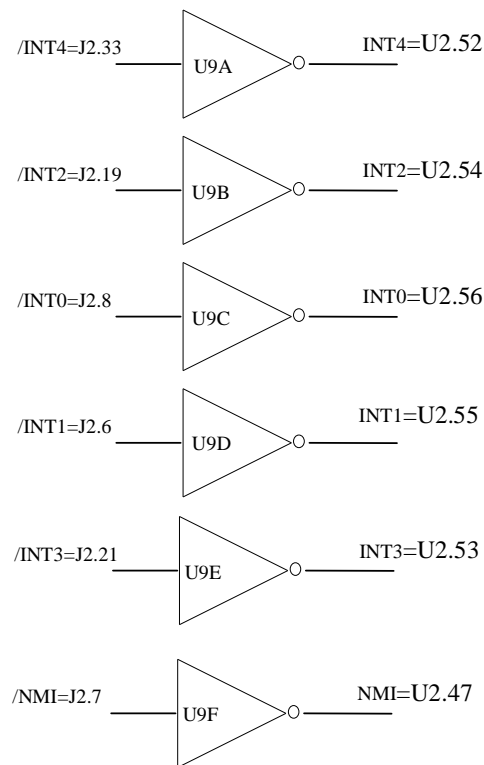 /INT4=J2.33 U9A INT4=U2.52
/INT2=J2.19 U9B INT2=U2.54
/INT0=J2.8 U9C INT0=U2.56
/INT1=J2.6 U9D INT1=U2.55
/INT3=J2.21 U9E INT3=U2.53
/NMI=J2.7 U9F NMI=U2.47